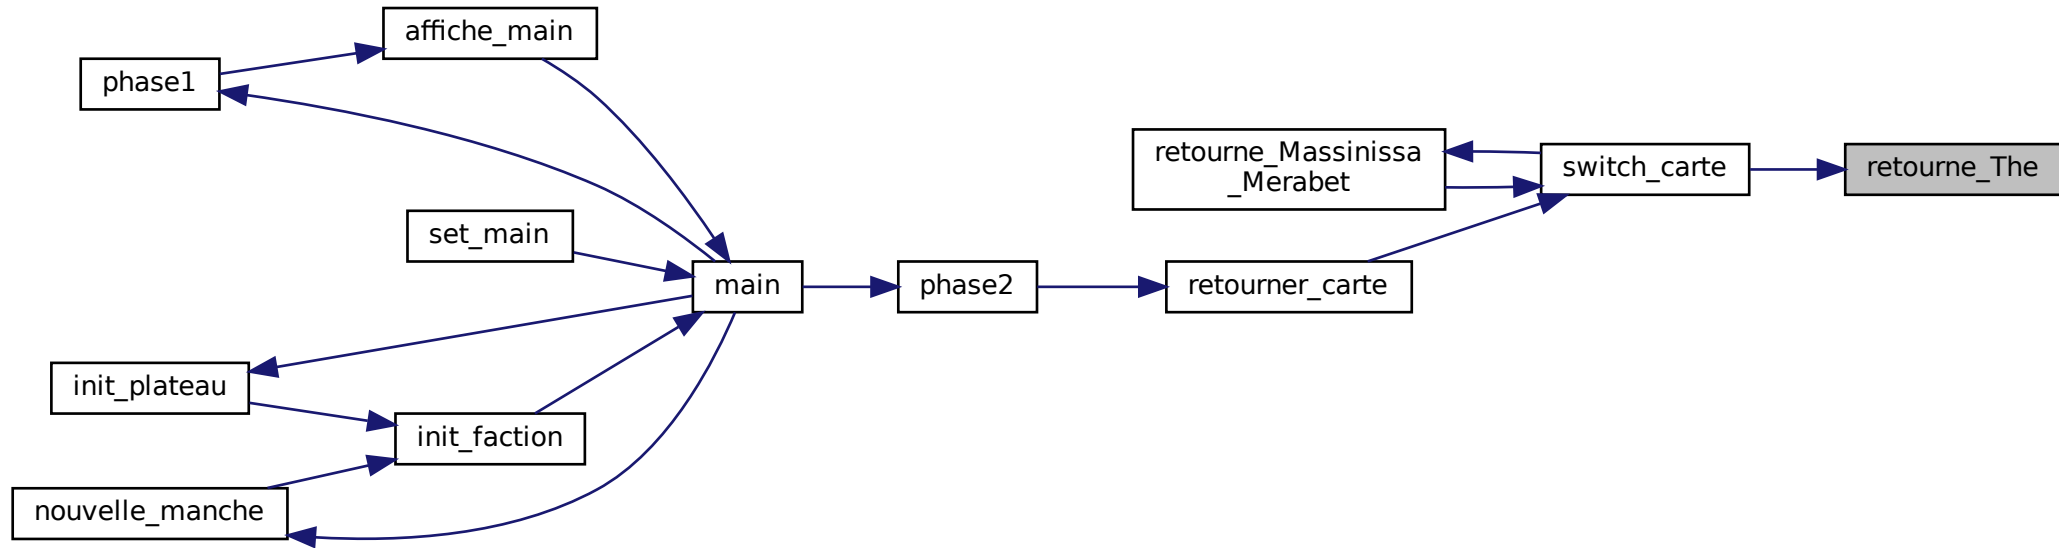 affiche_main
phase1
retourne_Massinissa
_Merabet
switch_carte
retourne_The
set_main
main
phase2
retourner_carte
init_plateau
init_faction
nouvelle_manche